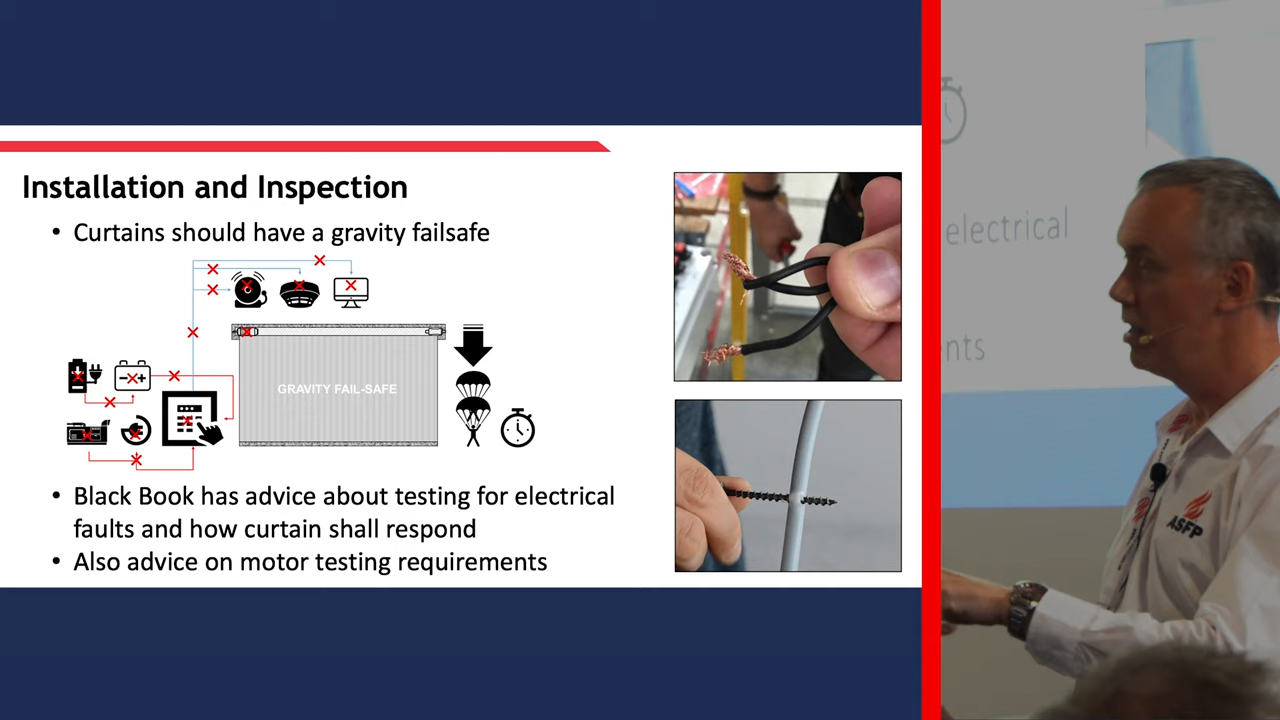 Installation and Inspection
• Curtains should have a gravity failsafe
GRAVITY FAIL-SAFE
• Black Book has advice about testing for electrical
faults and how curtain shall respond
• Also advice on motor testing requirements
electrical
nts
ASFP